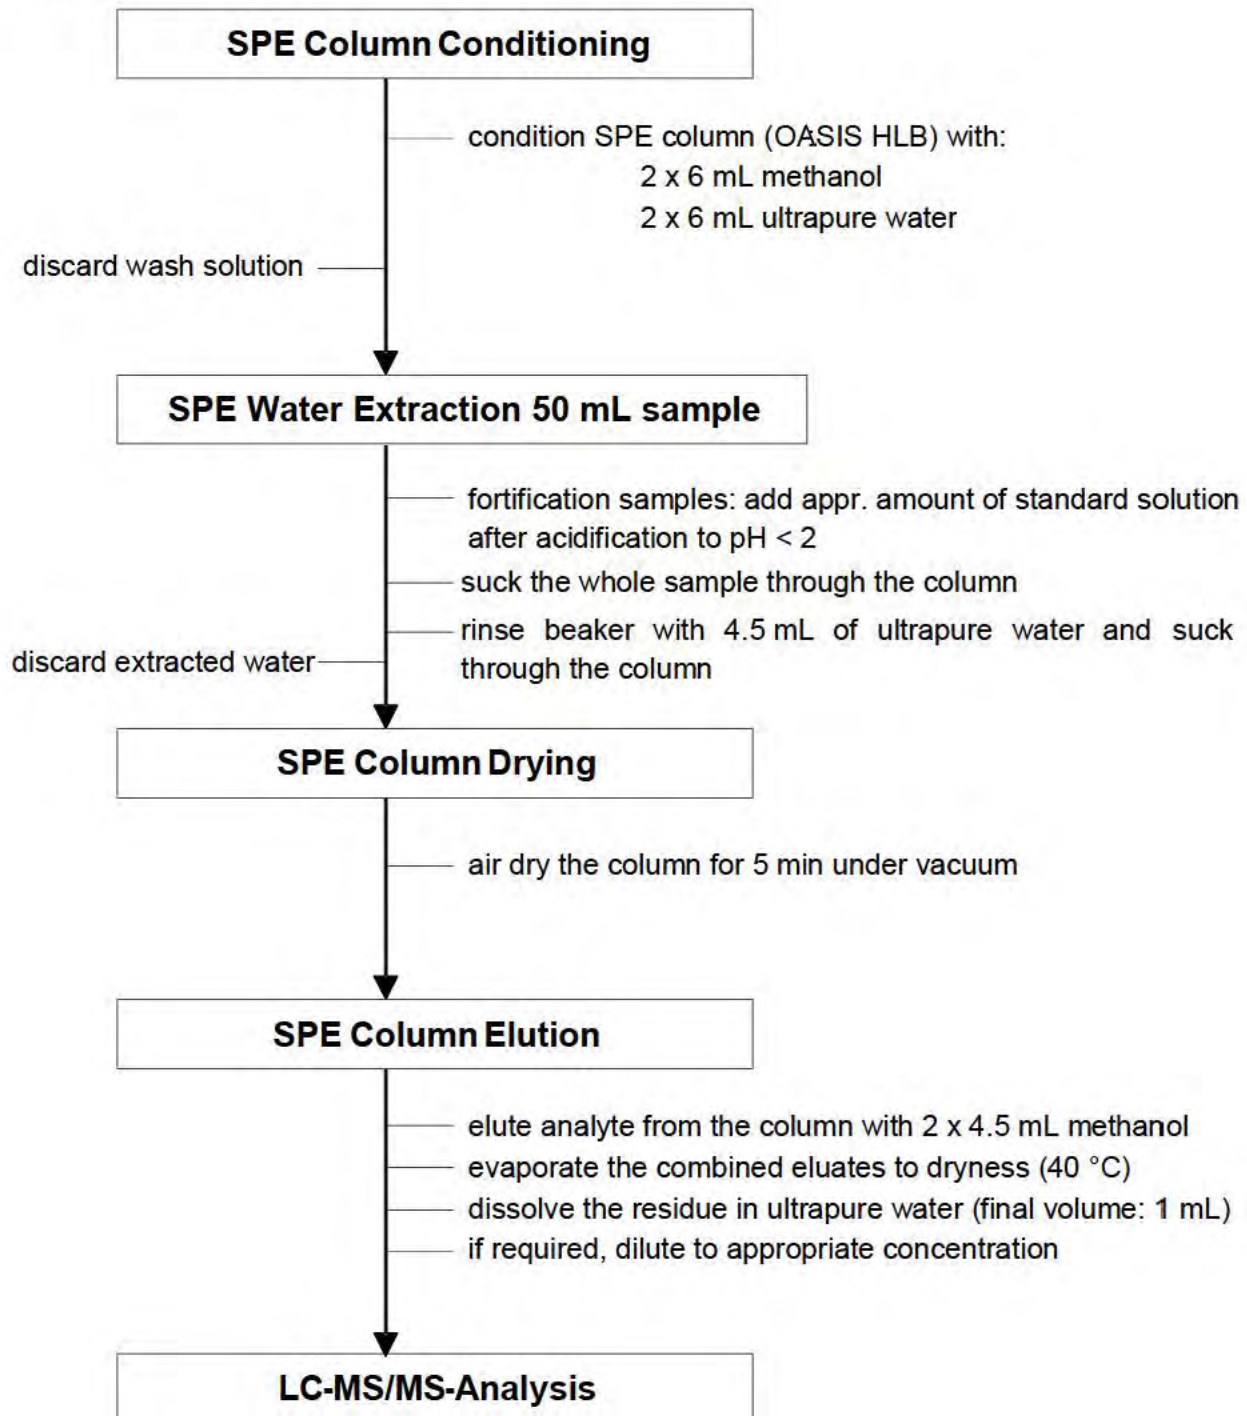 SPE Column Conditioning
condition SPE column (OASIS HLB) with:
2 x 6 mL methanol
2 x 6 mL ultrapure water
discard wash solution
SPE Water Extraction 50 mL sample
fortification samples: add appr. amount of standard solution
after acidification to pH < 2
suck the whole sample through the column
rinse beaker with 4.5 mL of ultrapure water and suck
discard extracted water
through the column
SPE Column Drying
air dry the column for 5 min under vacuum
SPE Column Elution
elute analyte from the column with 2 x 4.5 mL methanol
evaporate the combined eluates to dryness (40 °C)
dissolve the residue in ultrapure water (final volume: 1 mL)
if required, dilute to appropriate concentration
LC-MS/MS-Analysis